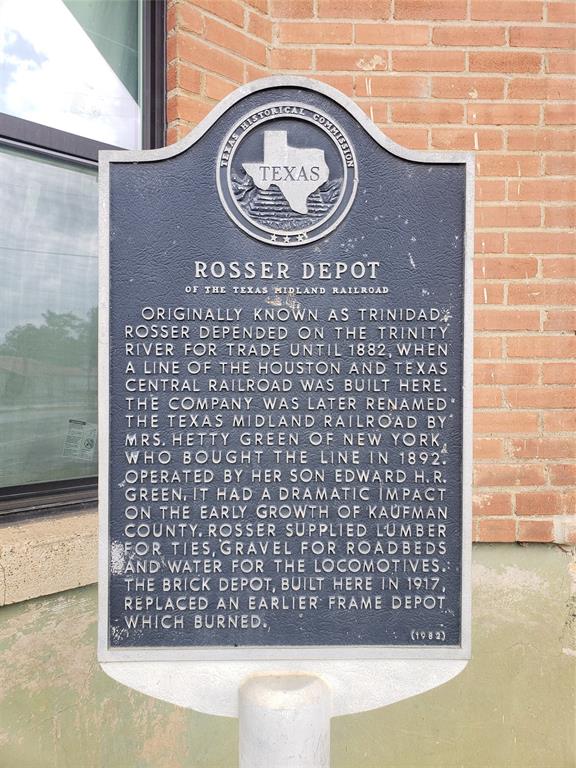 TEXAS HISTORICAL COMMISSION
TEXAS
ROSSER DEPOT
OF THE TEXAS MIDLAND RAILROAD
ORIGINALLY KNOWN AS TRINIDAD,
ROSSER DEPENDED ON THE TRINITY
RIVER FOR TRADE UNTIL 1882, WHEN
A LINE OF THE HOUSTON AND TEXAS
CENTRAL RAILROAD WAS BUILT HERE.
THE COMPANY WAS LATER RENAMED
THE TEXAS MIDLAND RAILROAD BY
MRS. HETTY GREEN OF NEW YORK,
WHO BOUGHT THE LINE IN 1892.
OPERATED BY HER SON EDWARD H.R.
GREEN, IT HAD A DRAMATIC IMPACT
ON THE EARLY GROWTH OF KAUFMAN
COUNTY. ROSSER SUPPLIED LUMBER
FOR TIES, GRAVEL FOR ROADBEDS
AND WATER FOR THE LOCOMOTIVES.
THE BRICK DEPOT, BUILT HERE IN 1917,
REPLACED AN EARLIER FRAME DEPOT
WHICH BURNED.
(1982)